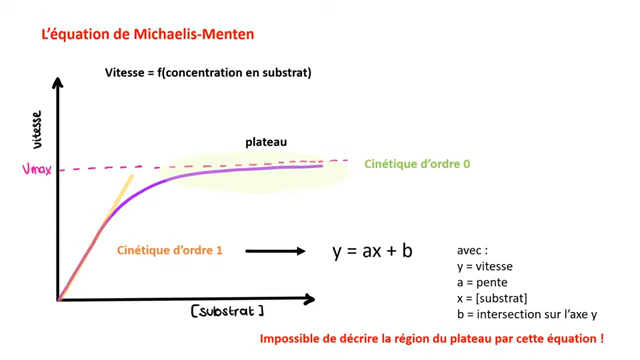 L'équation de Michaelis-Menten
Vitesse = f(concentration en substrat)
vitesse
plateau
Vmax
Cinétique d'ordre 0
Cinétique d'ordre 1
y = ax + b
avec :
y = vitesse
a = pente
x = [substrat]
b = intersection sur l'axe y
[substrat]
Impossible de décrire la région du plateau par cette équation !